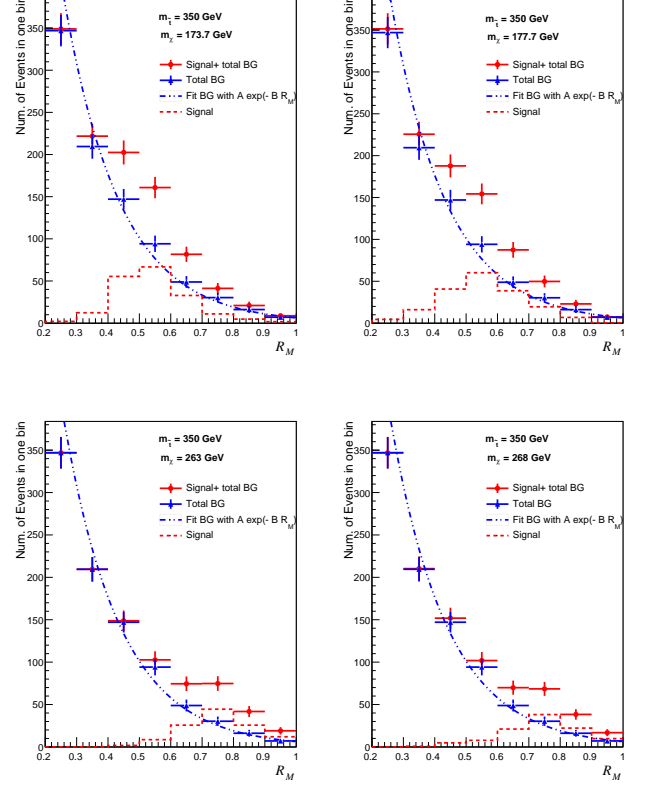 m_t̃ = 350 GeV
m_χ = 173.7 GeV
Signal+ total BG
Total BG
Fit BG with A exp(- B R_M)
Signal
Num. of Events in one bin
350
300
250
200
150
100
50
0
0.2 0.3 0.4 0.5 0.6 0.7 0.8 0.9 1
R_M
m_t̃ = 350 GeV
m_χ = 177.7 GeV
Signal+ total BG
Total BG
Fit BG with A exp(- B R_M)
Signal
Num. of Events in one bin
350
300
250
200
150
100
50
0
0.2 0.3 0.4 0.5 0.6 0.7 0.8 0.9 1
R_M
m_t̃ = 350 GeV
m_χ = 263 GeV
Signal+ total BG
Total BG
Fit BG with A exp(- B R_M)
Signal
Num. of Events in one bin
350
300
250
200
150
100
50
0
0.2 0.3 0.4 0.5 0.6 0.7 0.8 0.9 1
R_M
m_t̃ = 350 GeV
m_χ = 268 GeV
Signal+ total BG
Total BG
Fit BG with A exp(- B R_M)
Signal
Num. of Events in one bin
350
300
250
200
150
100
50
0
0.2 0.3 0.4 0.5 0.6 0.7 0.8 0.9 1
R_M